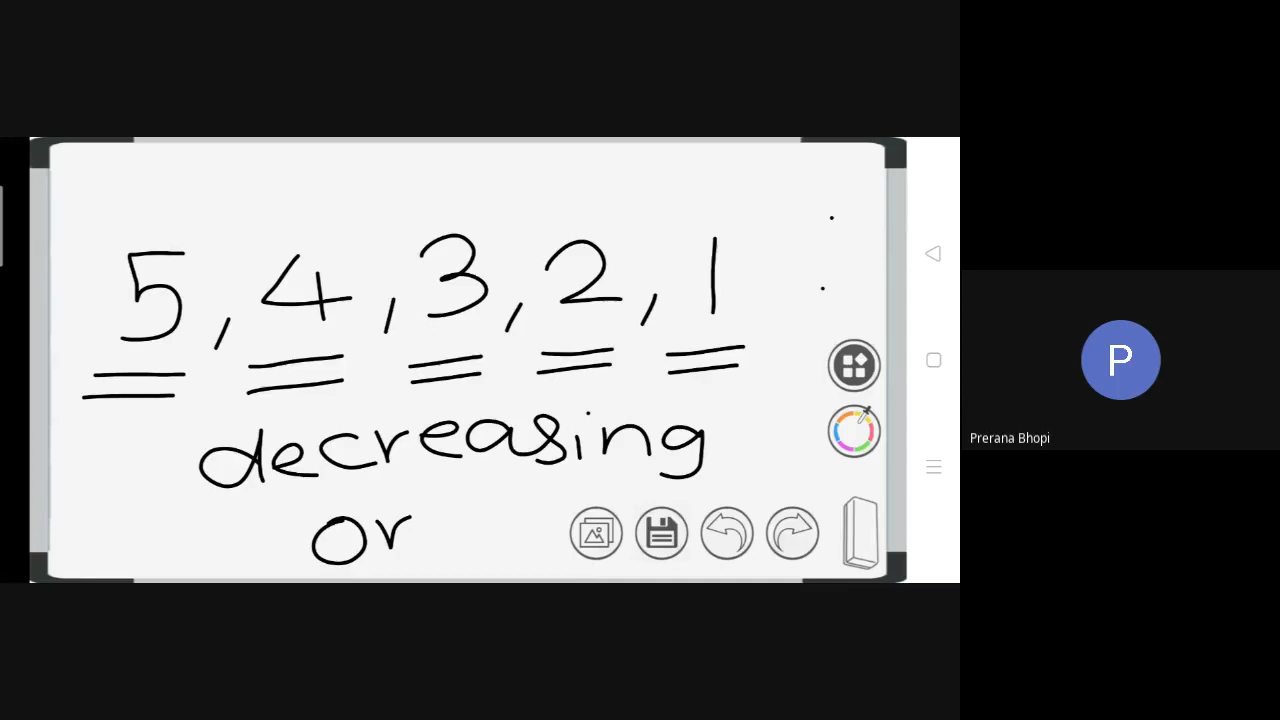 5, 4, 3, 2, 1
decreasing
or
P
Prerana Bhopi